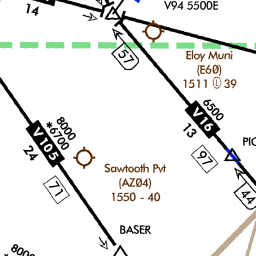 14
V94 5500E
57
Eloy Muni
(E60)
1511 Ⓛ 39
6500
V16
13
97
PIC
44
8000
*6700
V105
24
71
Sawtooth Pvt
(AZ04)
1550 - 40
BASER
8000